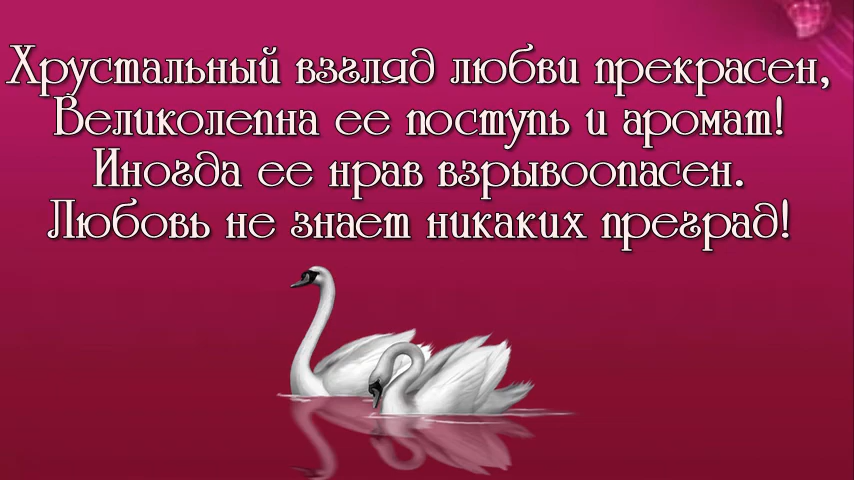 Хрустальный взгляд любви прекрасен,
Великолепна ее поступь и аромат!
Иногда ее нрав взрывоопасен.
Любовь не знает никаких преград!